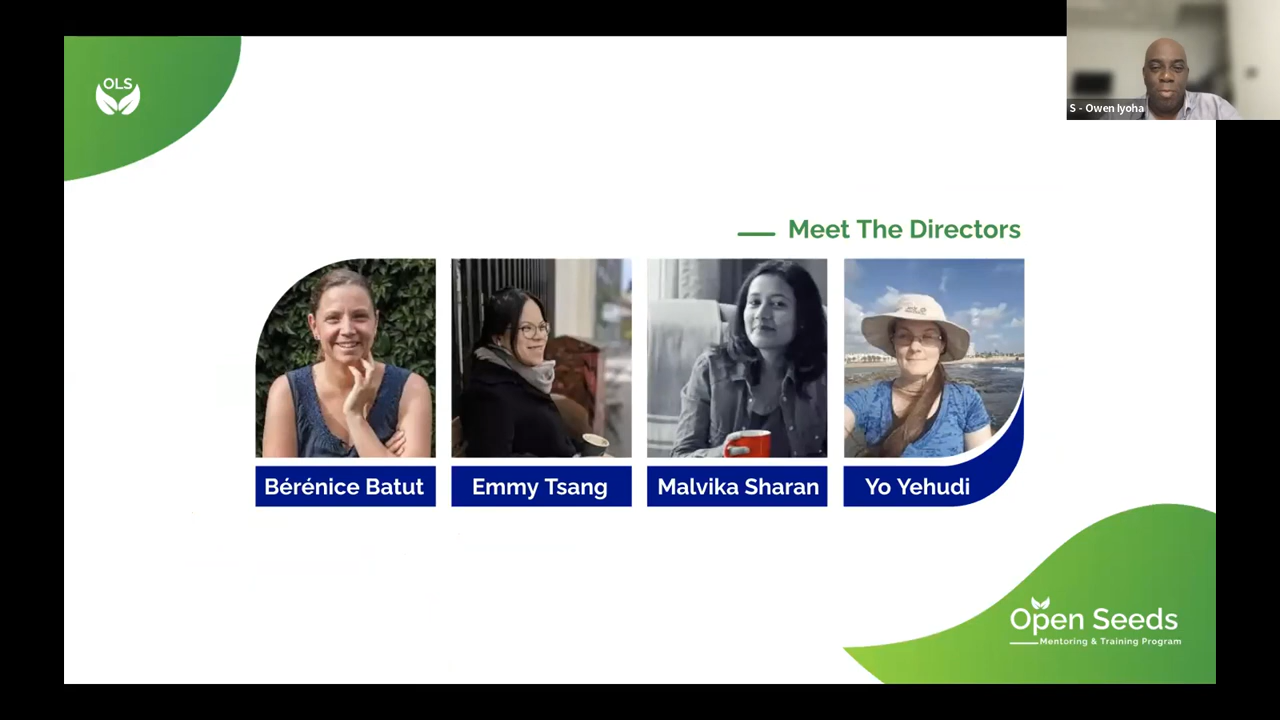 OLS
S - Owen Iyoha
Meet The Directors
Bérénice Batut
Emmy Tsang
Malvika Sharan
Yo Yehudi
Open Seeds
Mentoring & Training Program